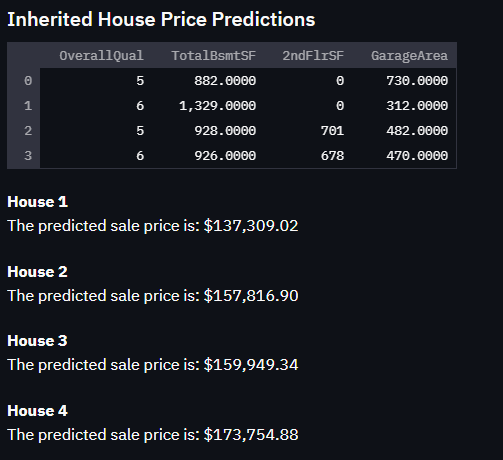 Inherited House Price Predictions
OverallQual TotalBsmtSF 2ndFlrSF GarageArea
0 5 882.0000 0 730.0000
1 6 1,329.0000 0 312.0000
2 5 928.0000 701 482.0000
3 6 926.0000 678 470.0000
House 1
The predicted sale price is: $137,309.02
House 2
The predicted sale price is: $157,816.90
House 3
The predicted sale price is: $159,949.34
House 4
The predicted sale price is: $173,754.88